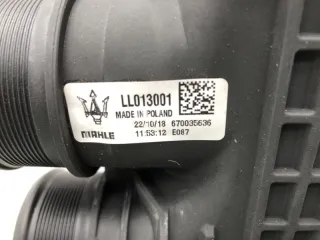 LL013001
MADE IN POLAND
22/10/18 670035636
MAHLE 11:53:12 E087